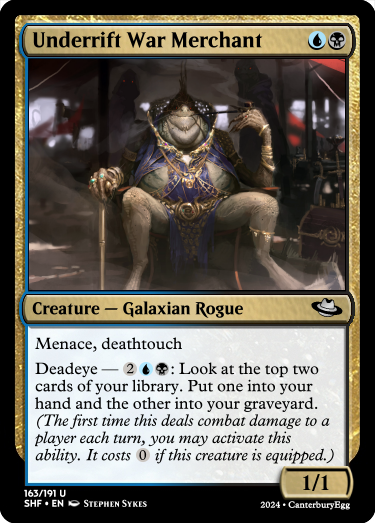 Underrift War Merchant
Creature — Galaxian Rogue
Menace, deathtouch
Deadeye — 2: Look at the top two
cards of your library. Put one into your
hand and the other into your graveyard.
(The first time this deals combat damage to a
player each turn, you may activate this
ability. It costs 0 if this creature is equipped.)
1/1
163/191 U
SHF • EN Stephen Sykes
2024 • CanterburyEgg